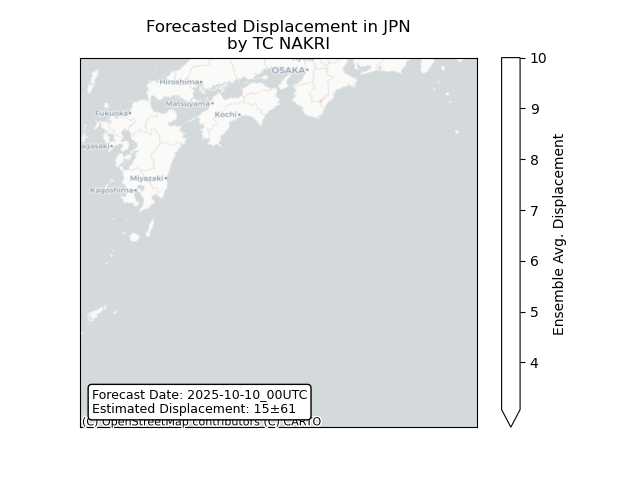 Forecasted Displacement in JPN
by TC NAKRI
OSAKA
Hiroshima
Matsuyama
Fukuoka
Kochi
agasaki
Miyazaki
Kagoshima
Forecast Date: 2025-10-10_00UTC
Estimated Displacement: 15±61
(C) OpenStreetMap contributors (C) CARTO
10
9
8
7
6
5
4
Ensemble Avg. Displacement